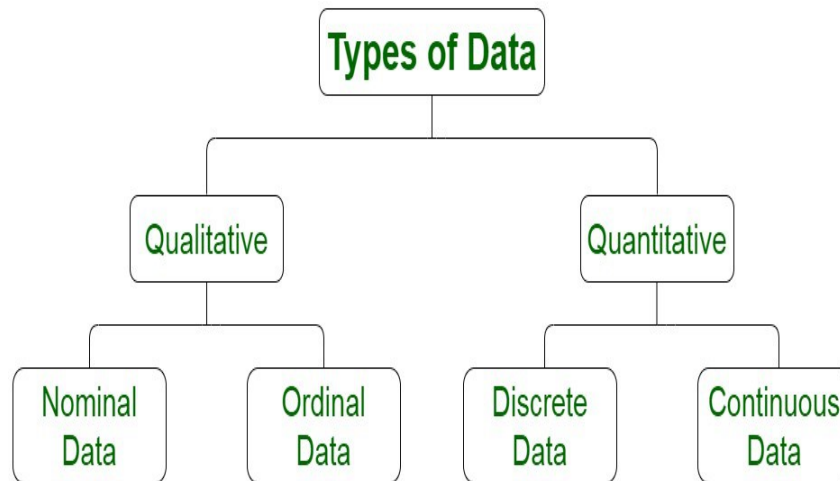 Types of Data
Qualitative
Quantitative
Nominal
Data
Ordinal
Data
Discrete
Data
Continuous
Data